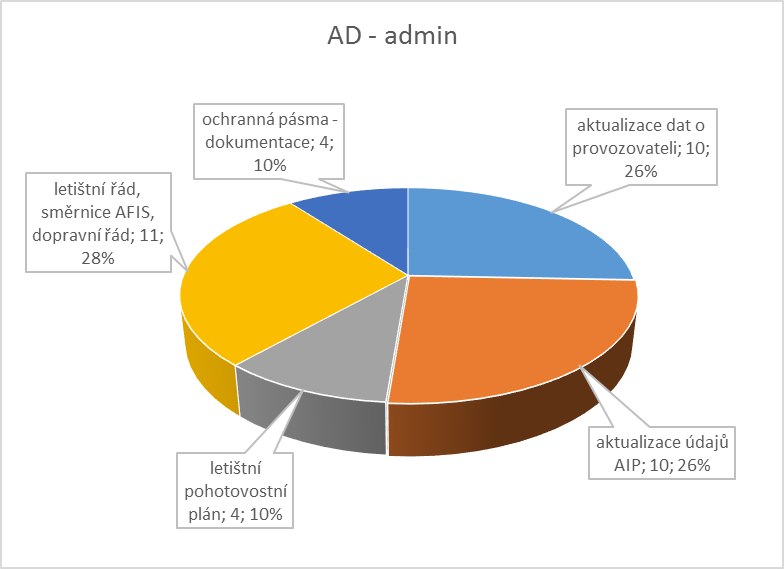 AD - admin
ochranná pásma -
dokumentace; 4;
10%
aktualizace dat o
provozovateli; 10;
26%
letištní řád,
směrnice AFIS,
dopravní řád; 11;
28%
aktualizace údajů
AIP; 10; 26%
letištní
pohotovostní
plán; 4; 10%